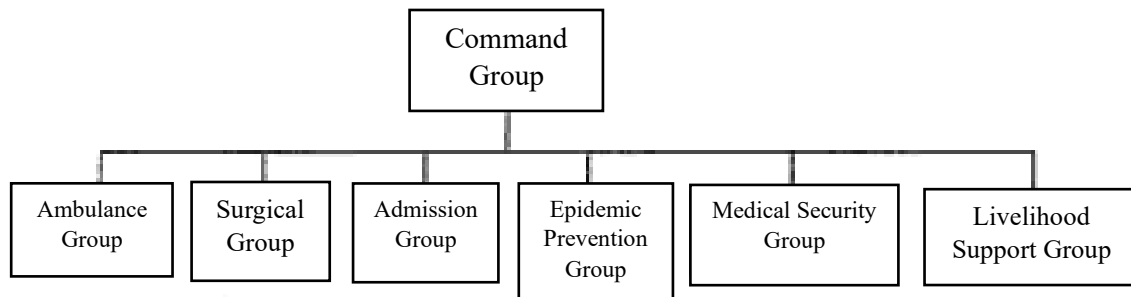 Command
Group
Ambulance
Group
Surgical
Group
Admission
Group
Epidemic
Prevention
Group
Medical Security
Group
Livelihood
Support Group